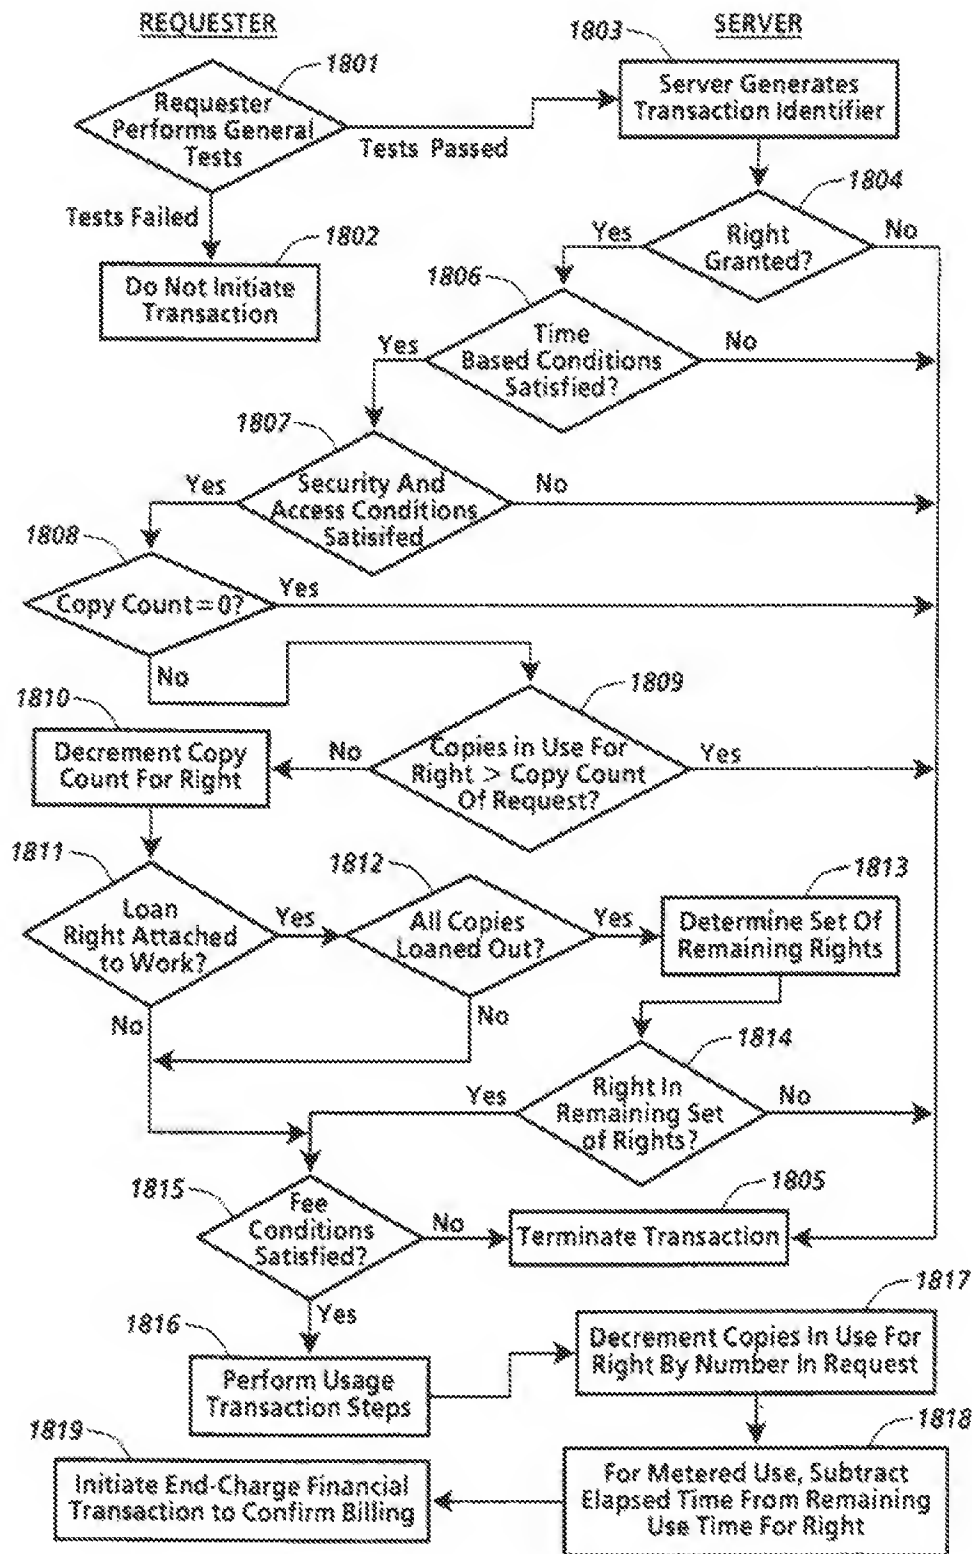 REQUESTER
SERVER
1801
Requester
Performs General
Tests
Tests Passed
1803
Server Generates
Transaction Identifier
Tests Failed
1802
Do Not Initiate
Transaction
1804
Right
Granted?
Yes
No
1806
Time
Based Conditions
Satisfied?
Yes
No
1807
Security And
Access Conditions
Satisifed
Yes
No
1808
Copy Count=0?
Yes
No
1809
Copies in Use For
Right > Copy Count
Of Request?
No
Yes
1810
Decrement Copy
Count For Right
1811
Loan
Right Attached
to Work?
Yes
No
1812
All Copies
Loaned Out?
Yes
No
1813
Determine Set Of
Remaining Rights
1814
Right In
Remaining Set
of Rights?
Yes
No
1815
Fee
Conditions
Satisfied?
No
Yes
1805
Terminate Transaction
1816
Perform Usage
Transaction Steps
1817
Decrement Copies In Use For
Right By Number In Request
1818
For Metered Use, Subtract
Elapsed Time From Remaining
Use Time For Right
1819
Initiate End-Charge Financial
Transaction to Confirm Billing